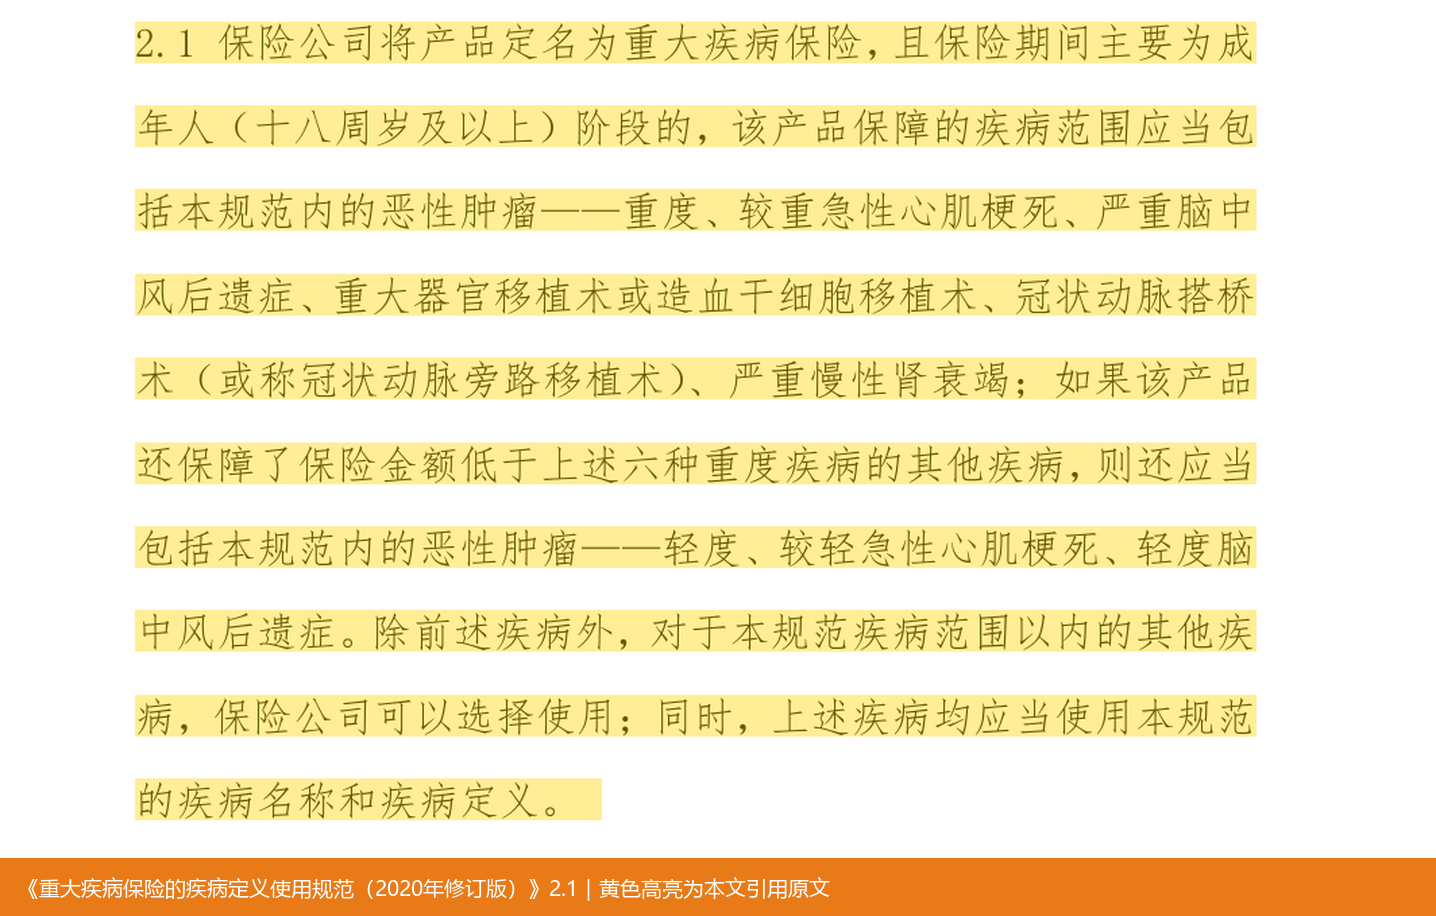 2.1 保险公司将产品定名为重大疾病保险，且保险期间主要为成
年人（十八周岁及以上）阶段的，该产品保障的疾病范围应当包
括本规范内的恶性肿瘤——重度、较重急性心肌梗死、严重脑中
风后遗症、重大器官移植术或造血干细胞移植术、冠状动脉搭桥
术（或称冠状动脉旁路移植术）、严重慢性肾衰竭；如果该产品
还保障了保险金额低于上述六种重度疾病的其他疾病，则还应当
包括本规范内的恶性肿瘤——轻度、较轻急性心肌梗死、轻度脑
中风后遗症。除前述疾病外，对于本规范疾病范围以内的其他疾
病，保险公司可以选择使用；同时，上述疾病均应当使用本规范
的疾病名称和疾病定义。
《重大疾病保险的疾病定义使用规范（2020年修订版）》2.1｜黄色高亮为本文引用原文